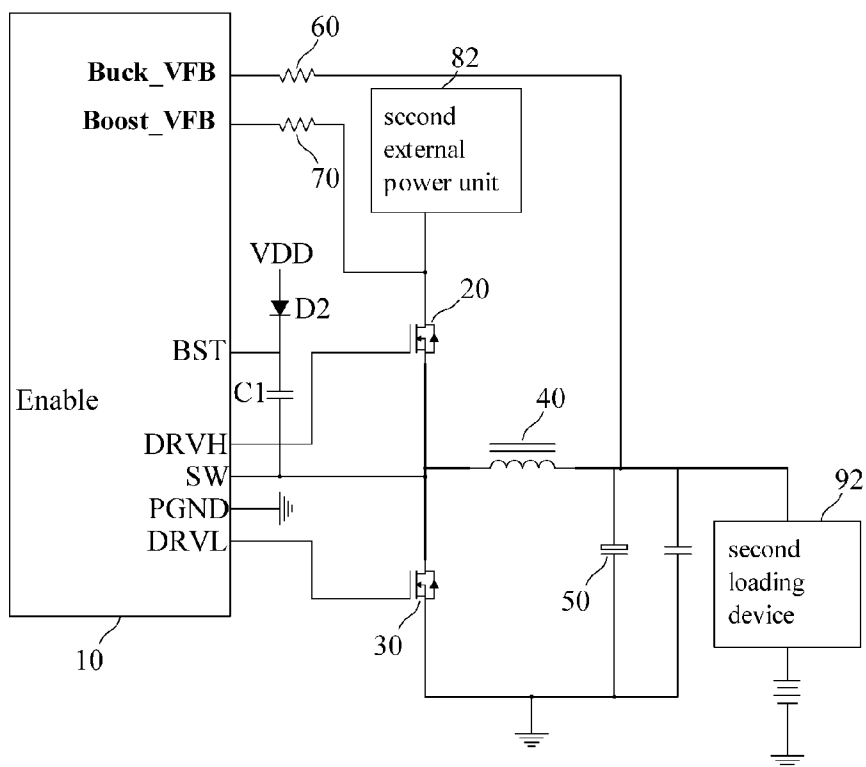 60
Buck_VFB
82
Boost_VFB
70
sccond
external
power unit
VDD
D2
20
BST
C1
Enable
40
DRVH
SW
PGND
DRVL
92
50
second
loading
device
30
10